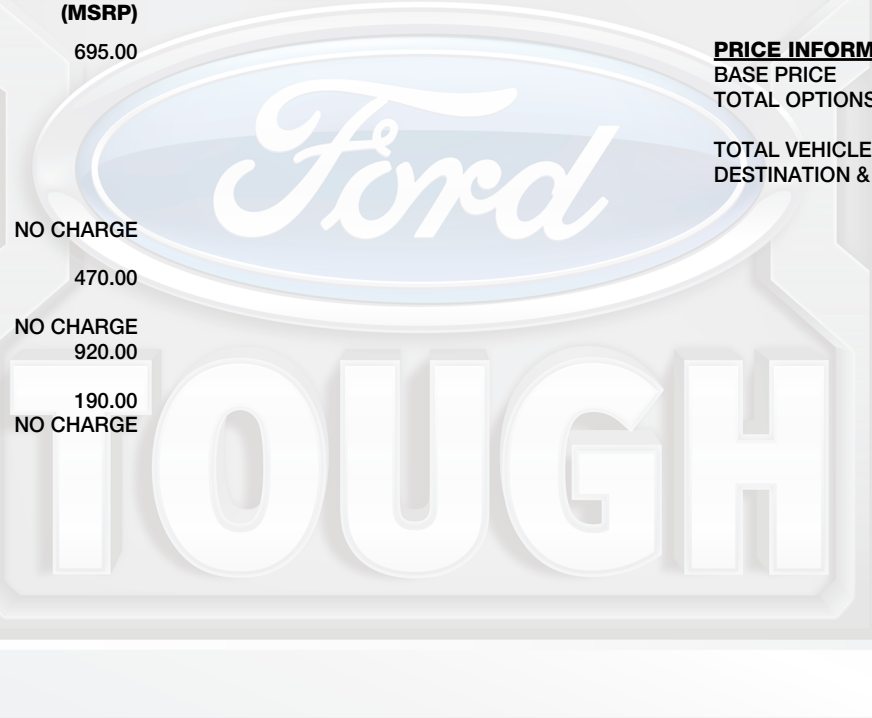 (MSRP)
695.00
NO CHARGE
470.00
NO CHARGE
920.00
190.00
NO CHARGE
PRICE INFORM
BASE PRICE
TOTAL OPTIONS
TOTAL VEHICLE
DESTINATION &
Ford
TOUGH